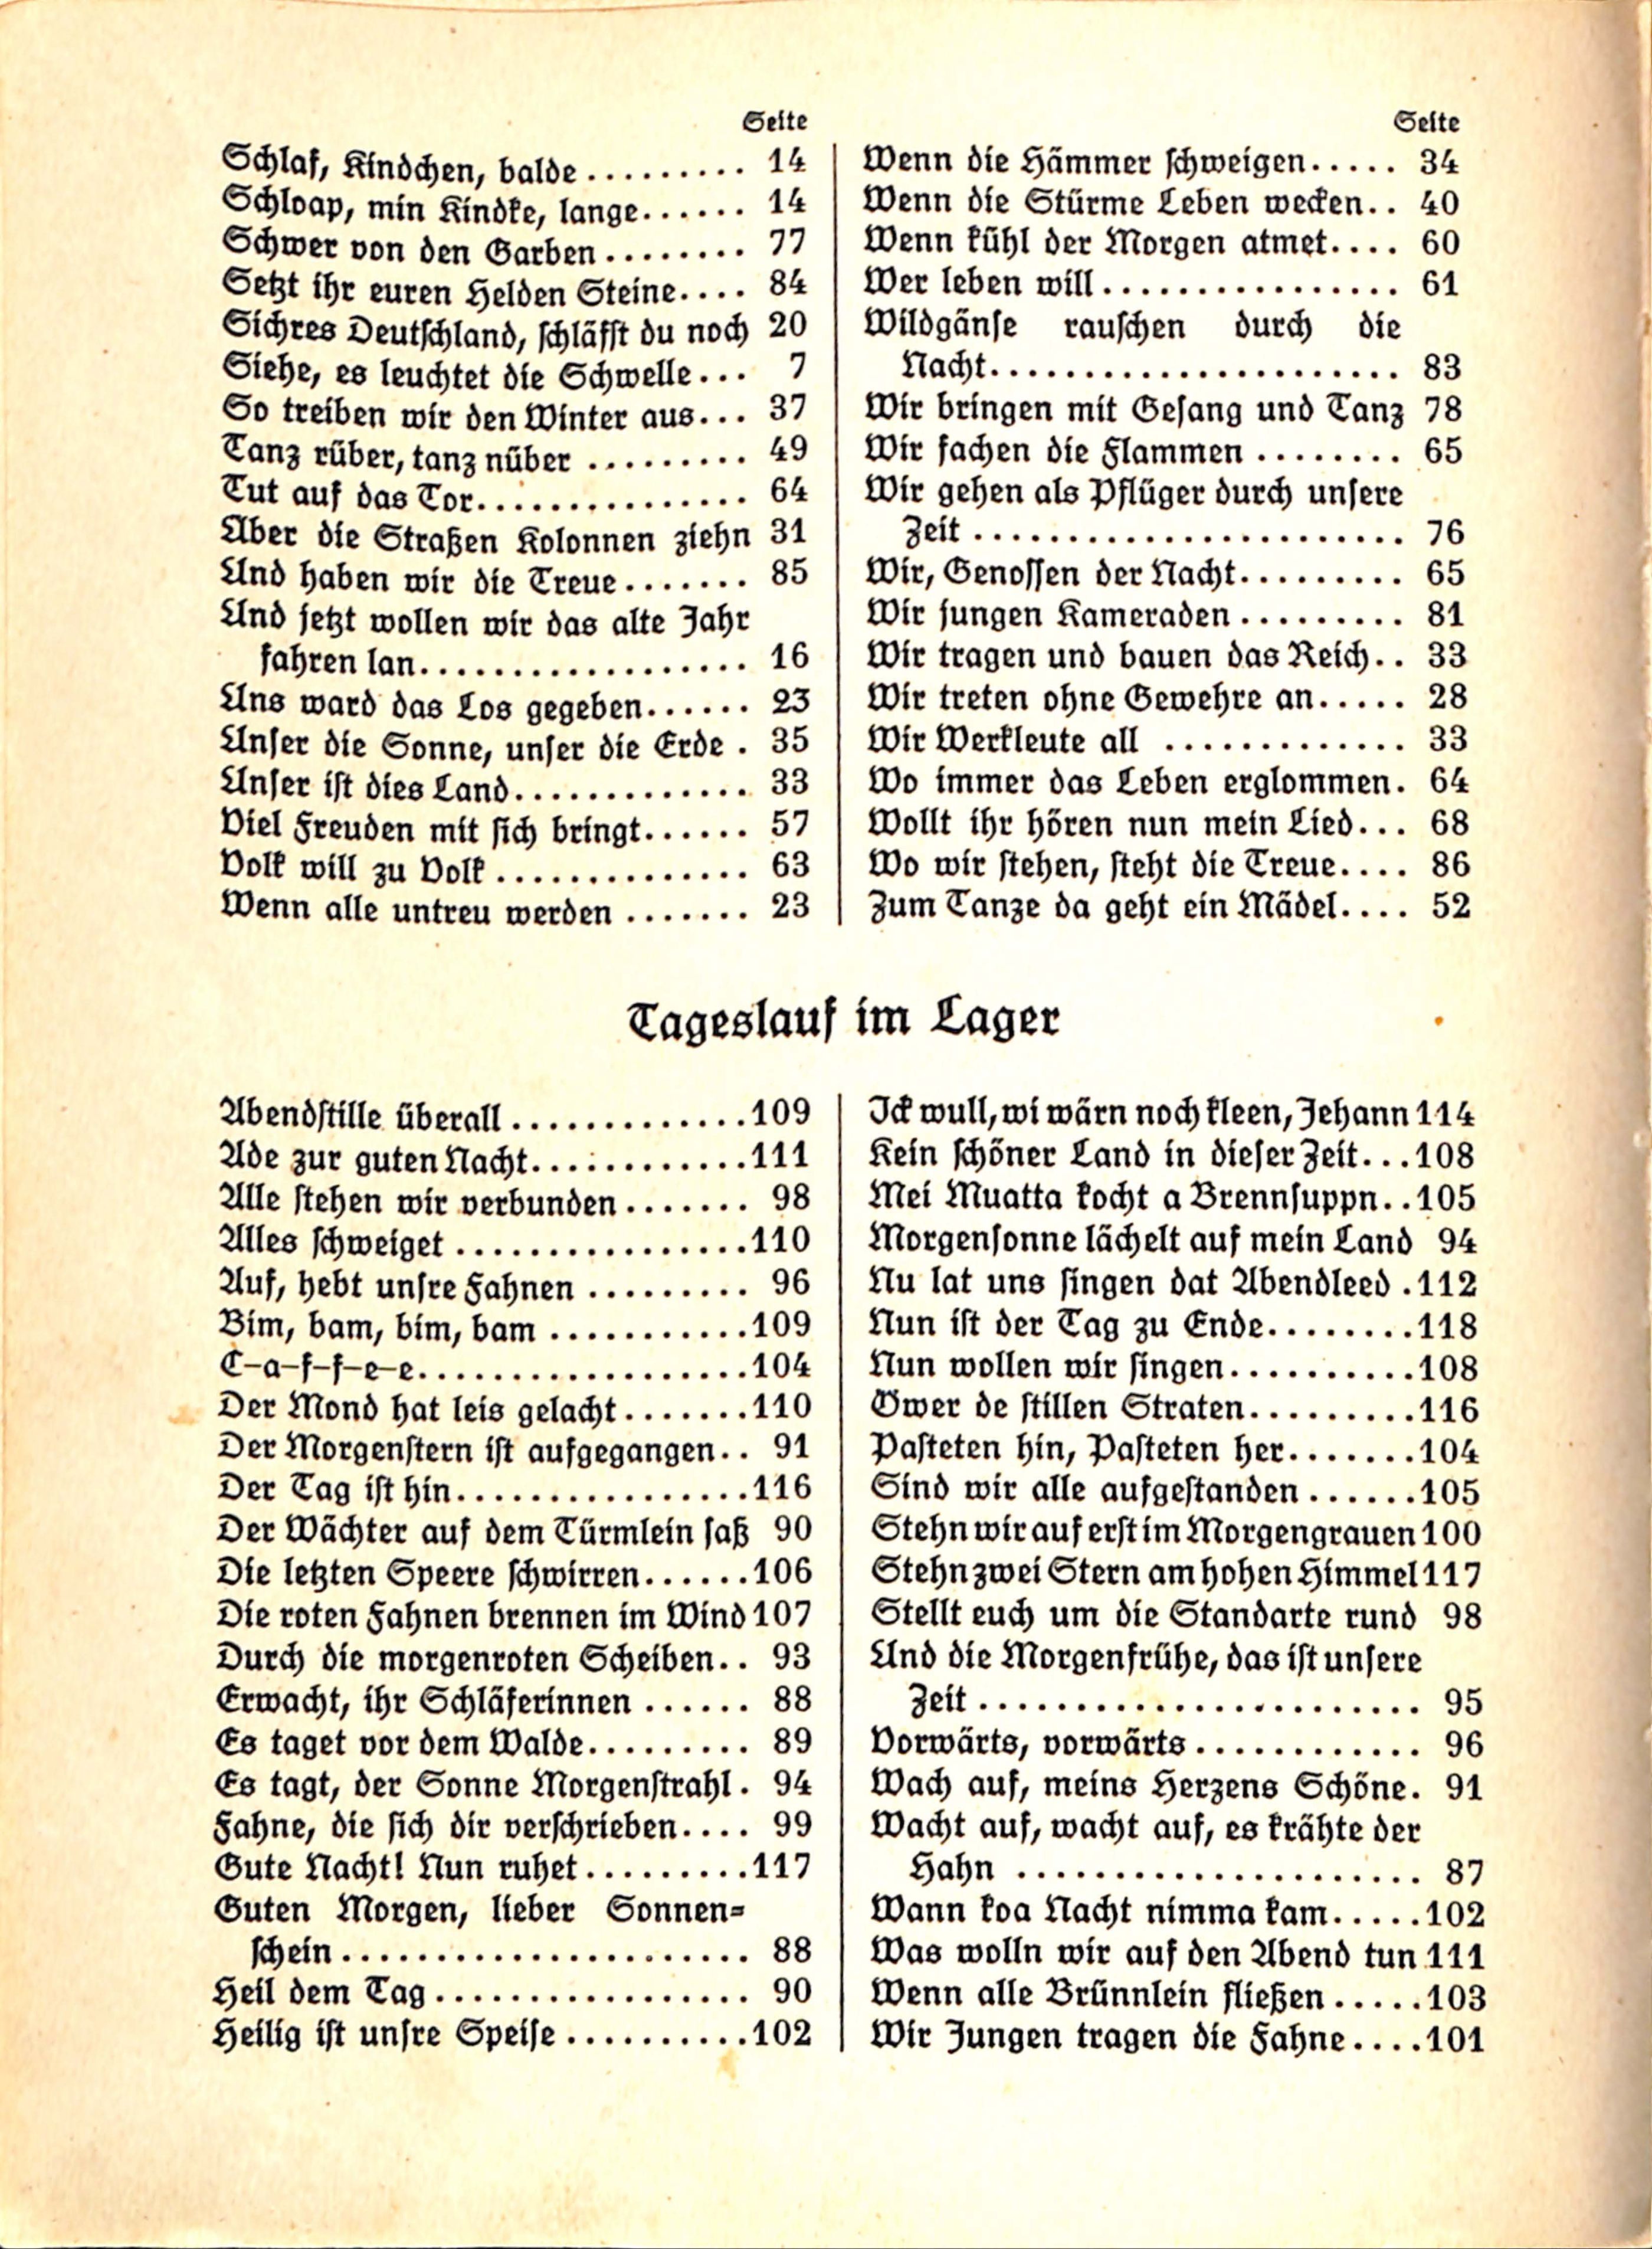 Seite
Schlaf, Kindchen, balde ......... 14
Schloap, min Kindke, lange...... 14
Schwer von den Garben ........ 77
Setzt ihr euren Helden Steine.... 84
Sichres Deutschland, schläfst du noch 20
Siehe, es leuchtet die Schwelle... 7
So treiben wir den Winter aus... 37
Tanz rüber, tanz nüber ......... 49
Tut auf das Tor............... 64
Über die Straßen Kolonnen ziehn 31
Und haben wir die Treue....... 85
Und jetzt wollen wir das alte Jahr
fahren lan.................. 16
Uns ward das Los gegeben...... 23
Unser die Sonne, unser die Erde . 35
Unser ist dies Land............. 33
Viel Freuden mit sich bringt...... 57
Volk will zu Volk .............. 63
Wenn alle untreu werden ....... 23
Seite
Wenn die Hämmer schweigen..... 34
Wenn die Stürme Leben wecken.. 40
Wenn kühl der Morgen atmet.... 60
Wer leben will ................ 61
Wildgänse rauschen durch die
Nacht...................... 83
Wir bringen mit Gesang und Tanz 78
Wir fachen die Flammen ........ 65
Wir gehen als Pflüger durch unsere
Zeit ....................... 76
Wir, Genossen der Nacht......... 65
Wir jungen Kameraden ......... 81
Wir tragen und bauen das Reich.. 33
Wir treten ohne Gewehre an..... 28
Wir Werkleute all ............. 33
Wo immer das Leben erglommen. 64
Wollt ihr hören nun mein Lied... 68
Wo wir stehen, steht die Treue.... 86
Zum Tanze da geht ein Mädel.... 52
Tageslauf im Lager
Abendstille überall .............109
Ade zur guten Nacht............111
Alle stehen wir verbunden ....... 98
Alles schweiget ................110
Auf, hebt unsre Fahnen ......... 96
Bim, bam, bim, bam ...........109
C-a-f-f-e-e..................104
Der Mond hat leis gelacht.......110
Der Morgenstern ist aufgegangen.. 91
Der Tag ist hin................116
Der Wächter auf dem Türmlein saß 90
Die letzten Speere schwirren......106
Die roten Fahnen brennen im Wind 107
Durch die morgenroten Scheiben.. 93
Erwacht, ihr Schläferinnen ...... 88
Es taget vor dem Walde......... 89
Es tagt, der Sonne Morgenstrahl. 94
Fahne, die sich dir verschrieben.... 99
Gute Nacht! Nun ruhet.........117
Guten Morgen, lieber Sonnen-
schein ...................... 88
Heil dem Tag ................. 90
Heilig ist unsre Speise ..........102
Ick wull, wi wärn noch kleen, Jehann 114
Kein schöner Land in dieser Zeit...108
Mei Muatta kocht a Brennsuppn..105
Morgensonne lächelt auf mein Land 94
Nu lat uns singen dat Abendleed .112
Nun ist der Tag zu Ende........118
Nun wollen wir singen..........108
Öwer de stillen Straten.........116
Pasteten hin, Pasteten her.......104
Sind wir alle aufgestanden ......105
Stehn wir auf erst im Morgengrauen 100
Stehn zwei Stern am hohen Himmel 117
Stellt euch um die Standarte rund 98
Und die Morgenfrühe, das ist unsere
Zeit ........................ 95
Vorwärts, vorwärts ............ 96
Wach auf, meins Herzens Schöne. 91
Wacht auf, wacht auf, es krähte der
Hahn ...................... 87
Wann koa Nacht nimma kam.....102
Was wolln wir auf den Abend tun 111
Wenn alle Brünnlein fließen .....103
Wir Jungen tragen die Fahne....101